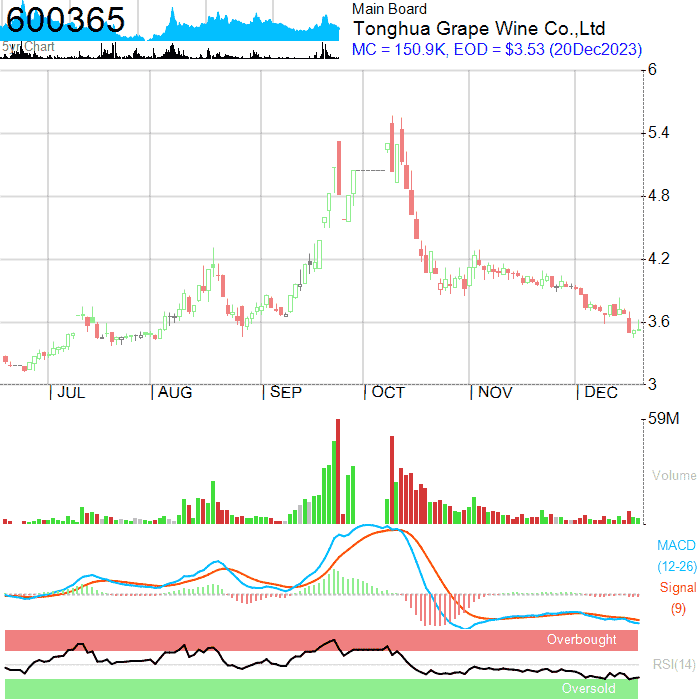 600365
5yr Chart
Main Board
Tonghua Grape Wine Co.,Ltd
MC = 150.9K, EOD = $3.53 (20Dec2023)
6
5.4
4.8
4.2
3.6
3
JUL AUG SEP OCT NOV DEC
59M
Volume
MACD
(12-26)
Signal
(9)
Overbought
RSI(14)
Oversold